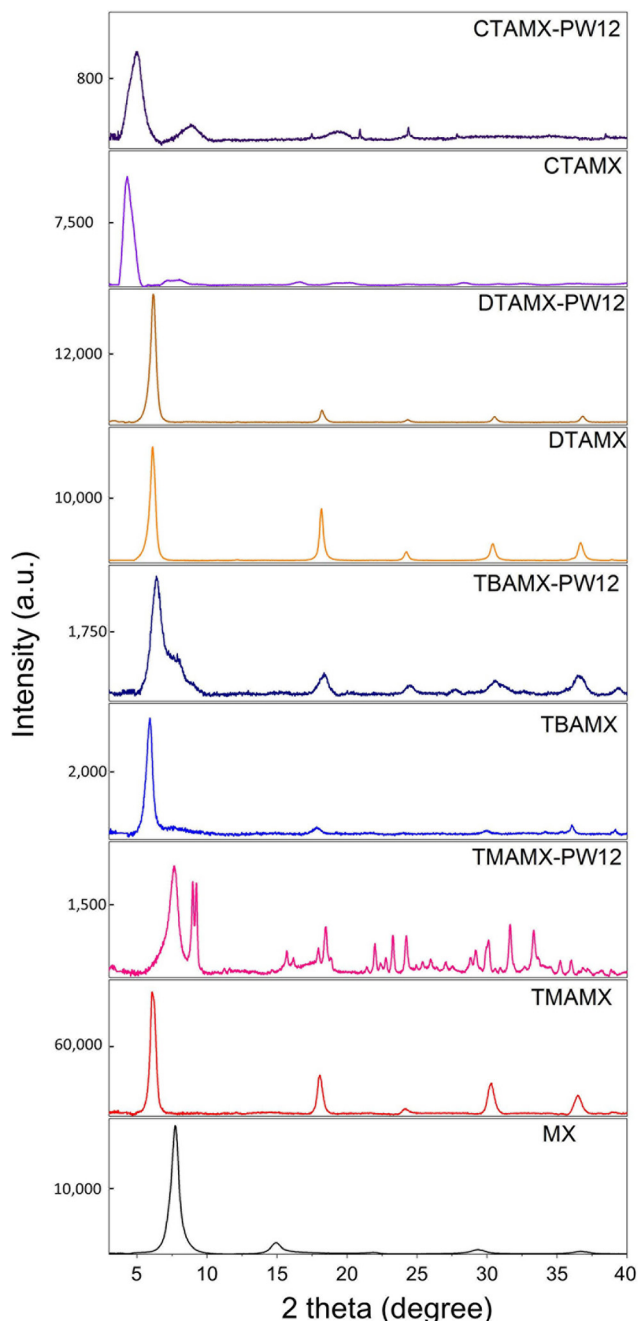 CTAMX-PW12
800
CTAMX
7,500
DTAMX-PW12
12,000
DTAMX
10,000
TBAMX-PW12
1,750
TBAMX
2,000
TMAMX-PW12
1,500
TMAMX
60,000
MX
10,000
Intensity (a.u.)
5 10 15 20 25 30 35 40
2 theta (degree)